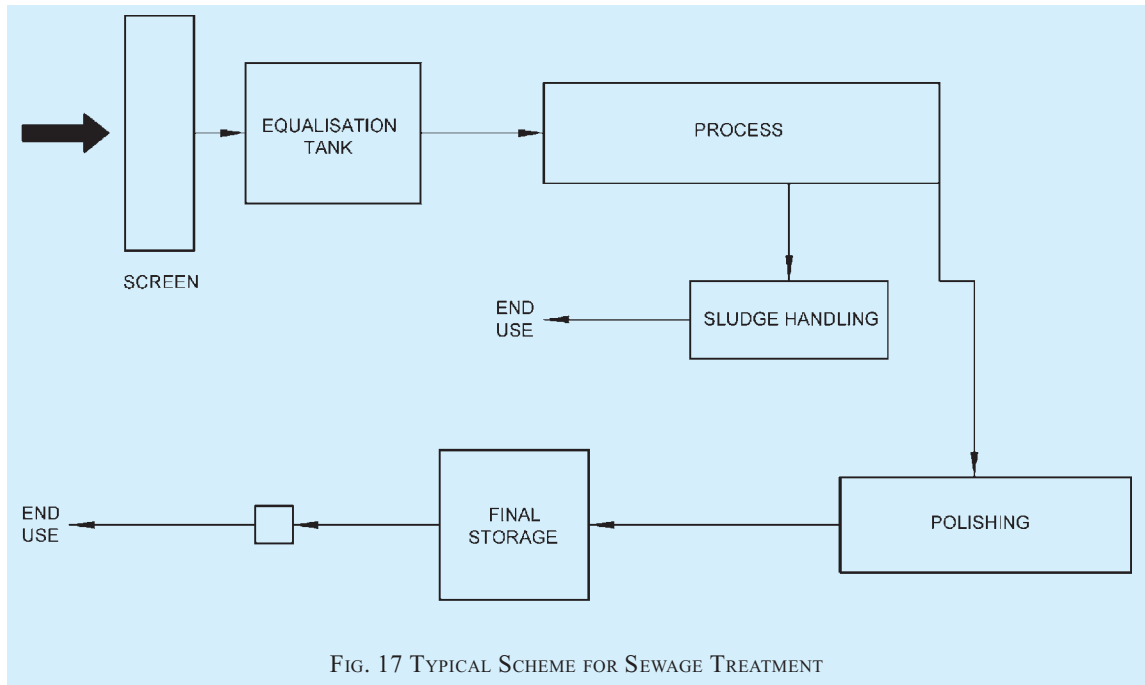 SCREEN
EQUALISATION
TANK
PROCESS
SLUDGE HANDLING
END
USE
POLISHING
FINAL
STORAGE
END
USE
FIG. 17 TYPICAL SCHEME FOR SEWAGE TREATMENT